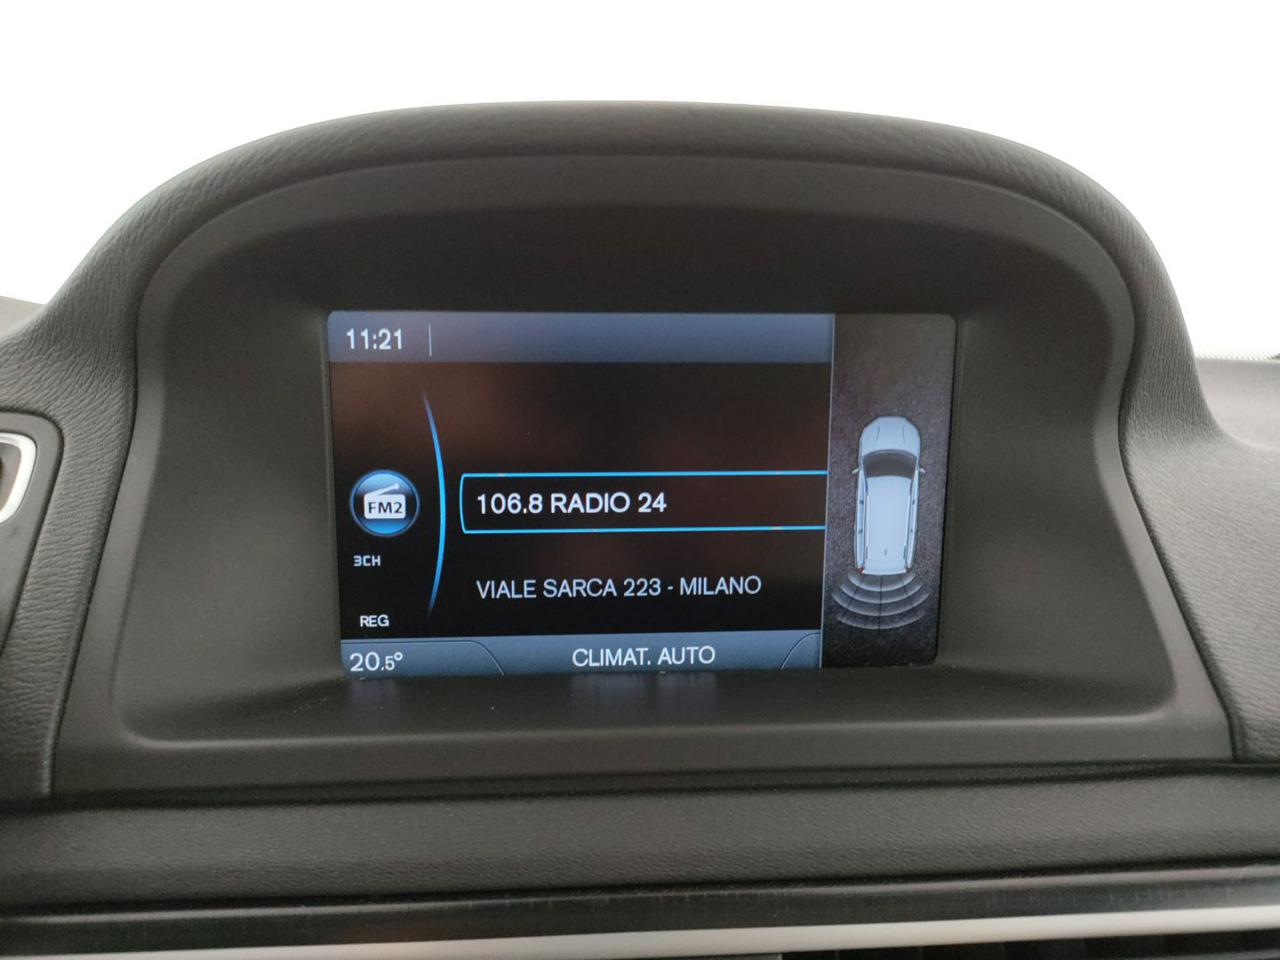 11:21
FM2
106.8 RADIO 24
3CH
VIALE SARCA 223 - MILANO
REG
20.5° CLIMAT. AUTO